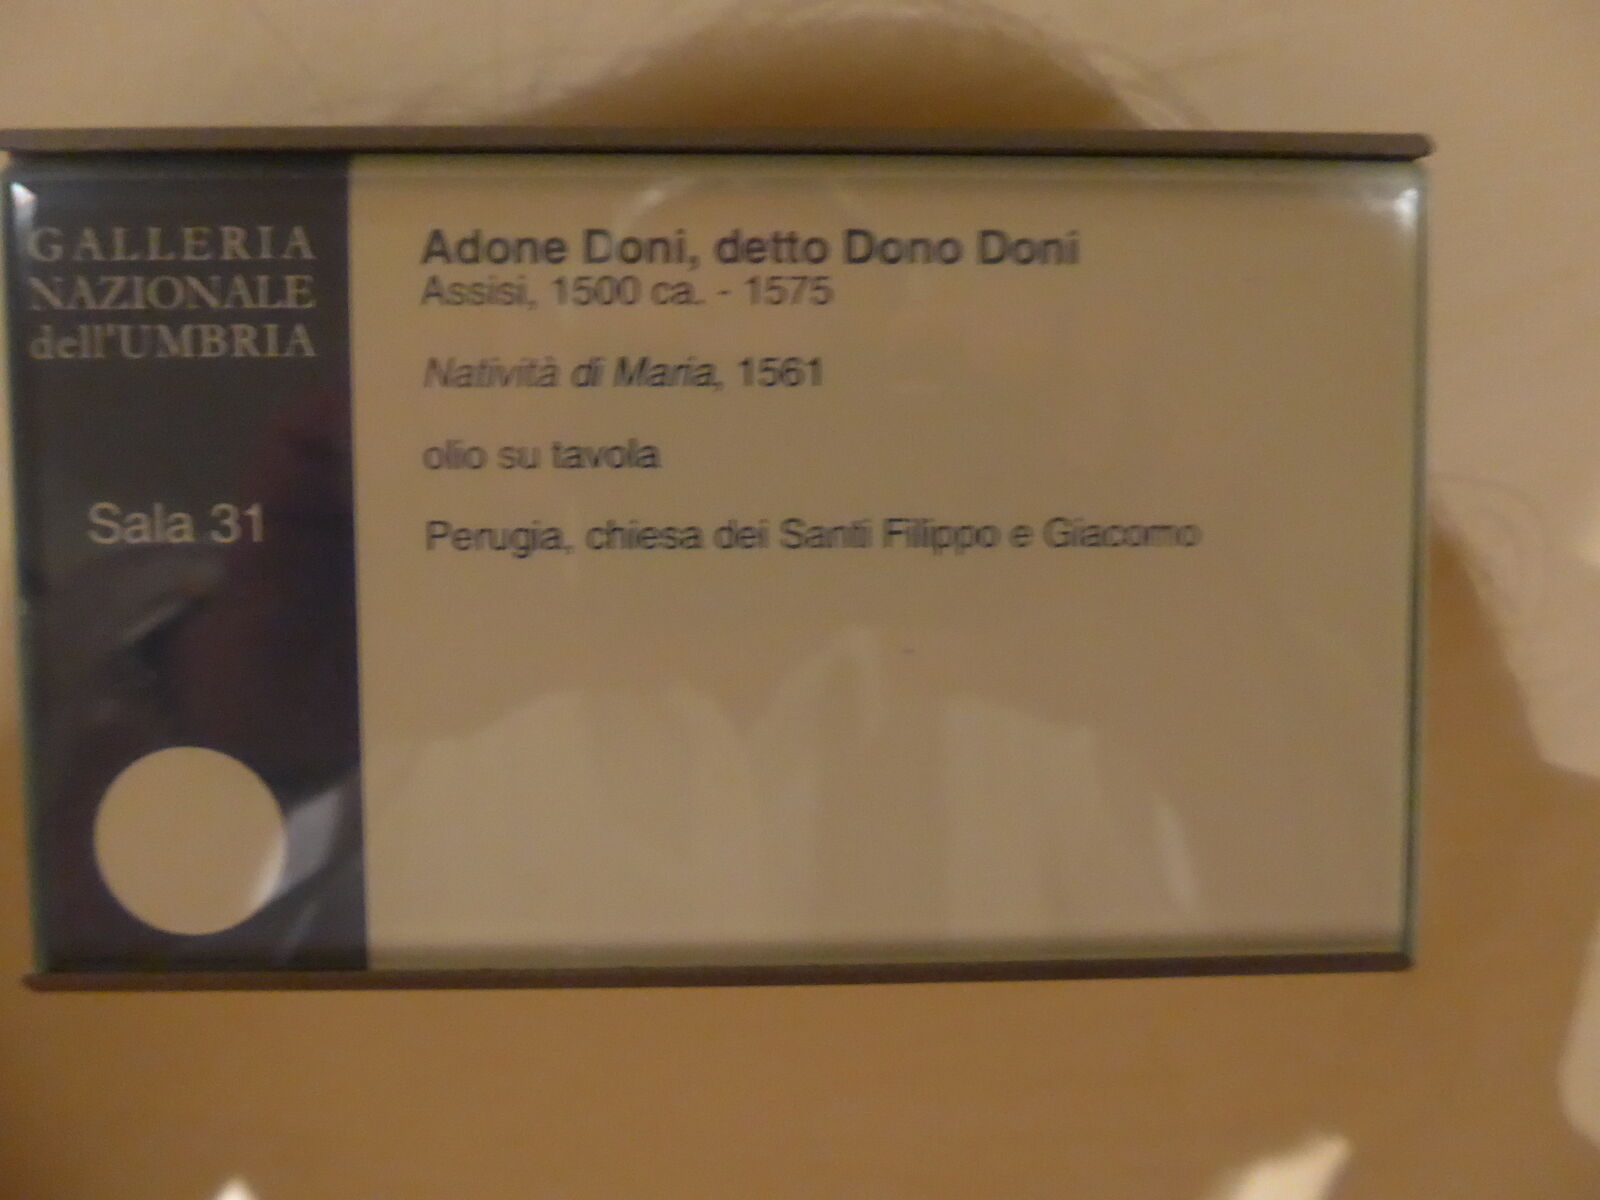 GALLERIA
NAZIONALE
dell'UMBRIA
Sala 31
Adone Doni, detto Dono Doni
Assisi, 1500 ca. - 1575
Natività di Maria, 1561
olio su tavola
Perugia, chiesa dei Santi Filippo e Giacomo